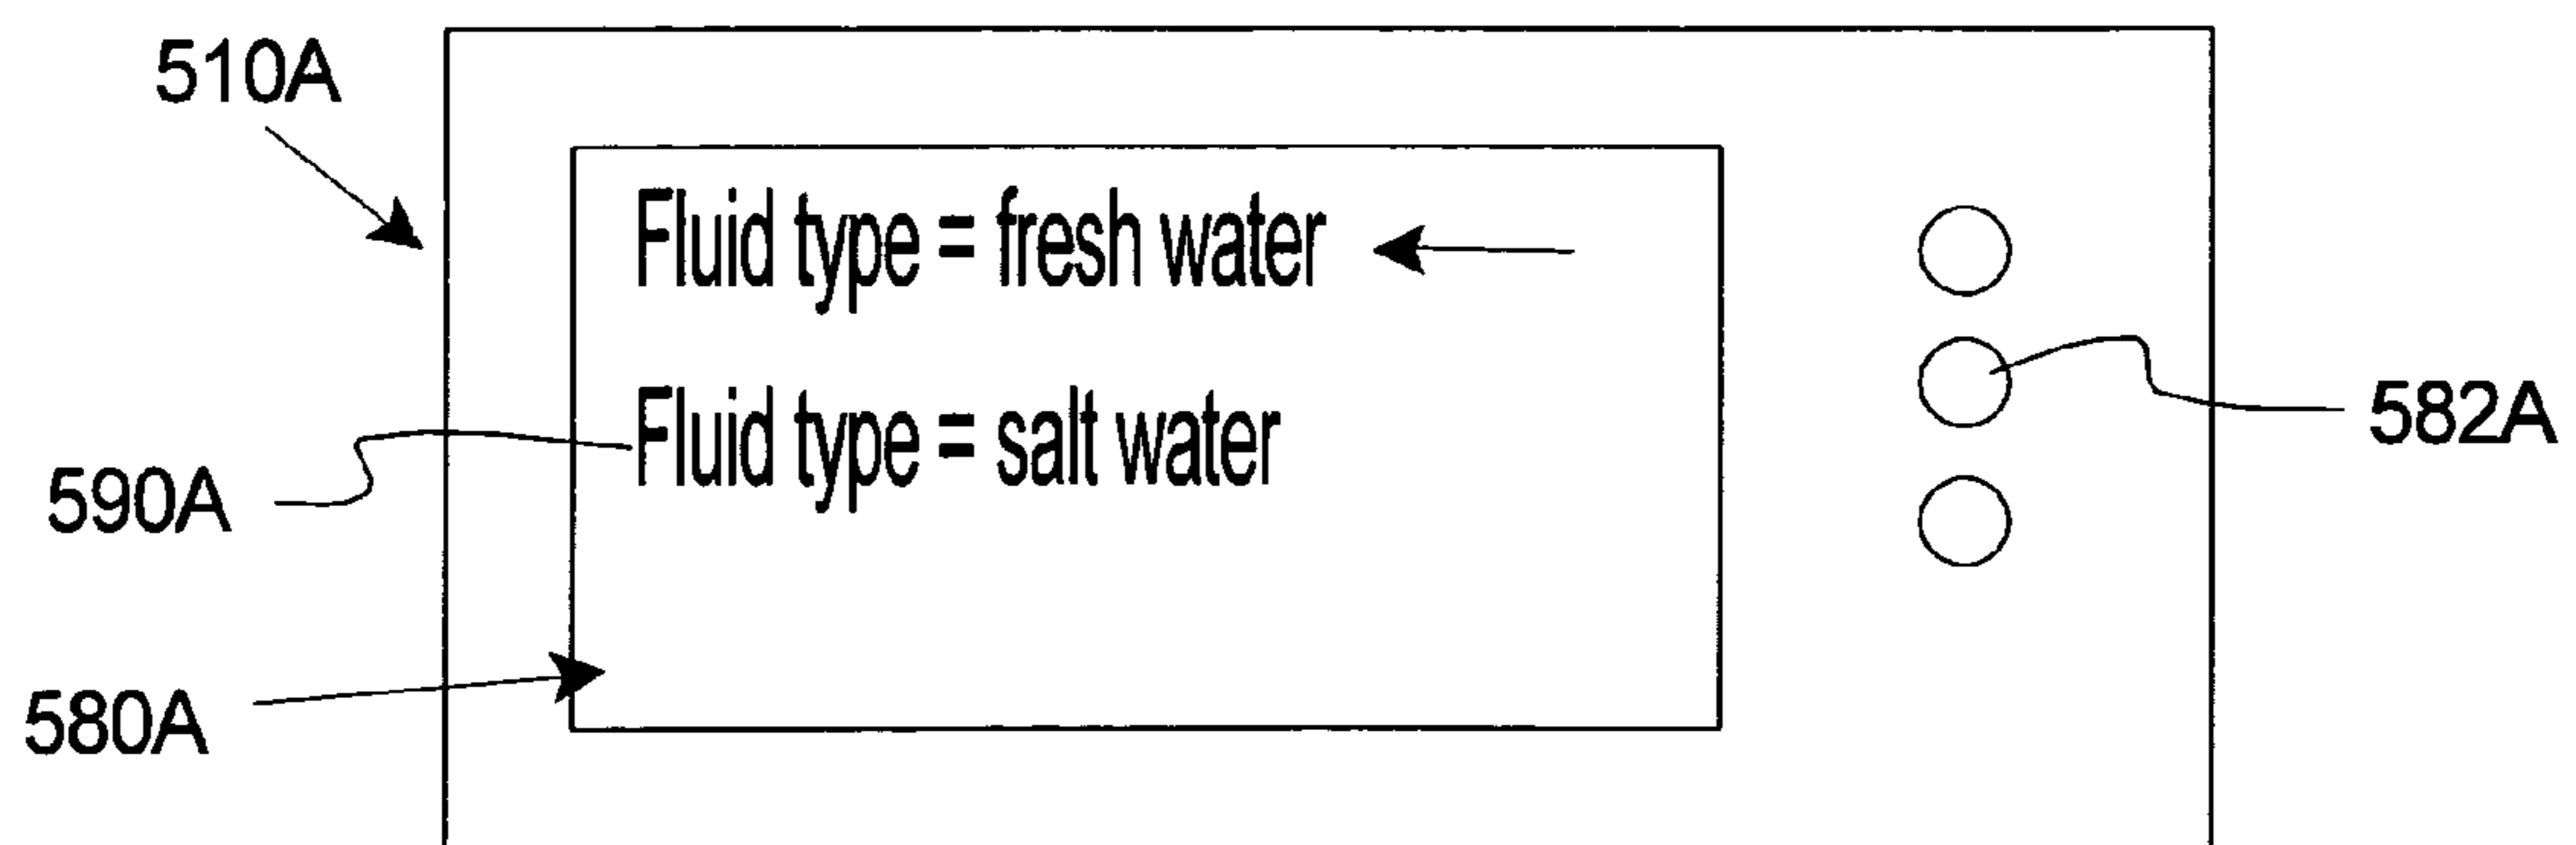 510A
Fluid type = fresh water
582A
Fluid type = salt water
590A
580A